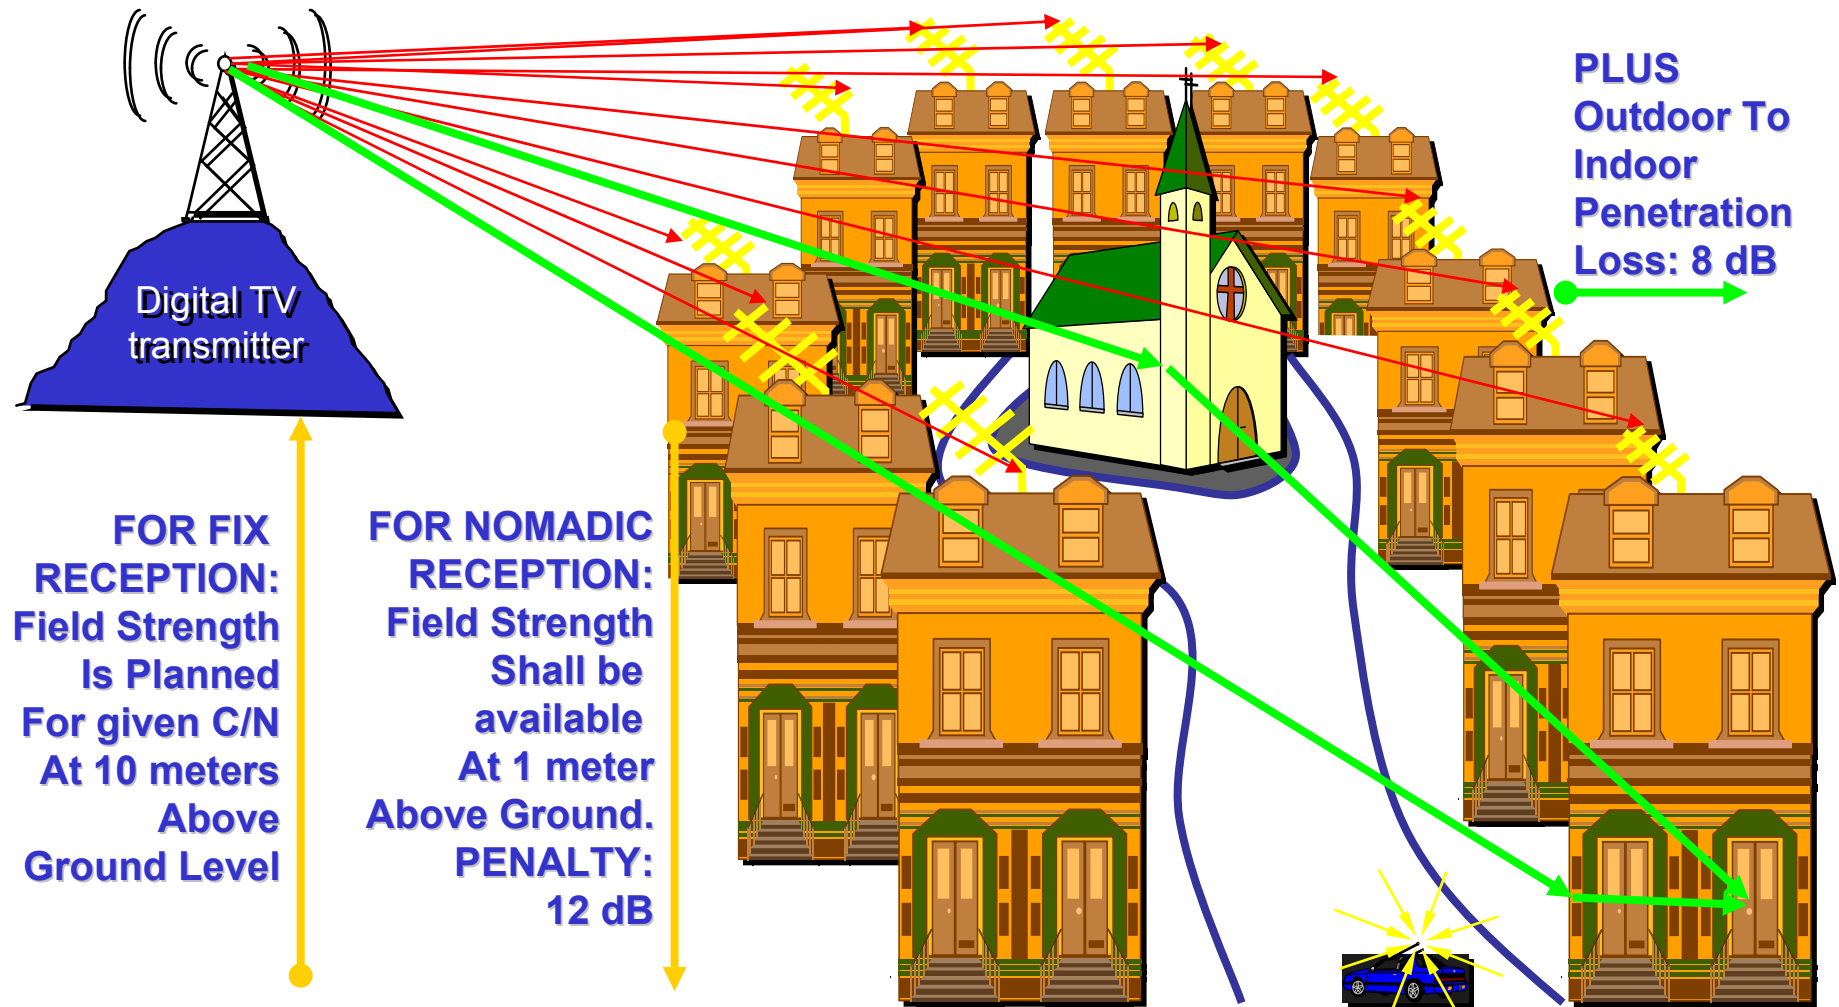 Digital TV
transmitter
FOR FIX
RECEPTION:
Field Strength
Is Planned
For given C/N
At 10 meters
Above
Ground Level
FOR NOMADIC
RECEPTION:
Field Strength
Shall be
available
At 1 meter
Above Ground.
PENALTY:
12 dB
PLUS
Outdoor To
Indoor
Penetration
Loss: 8 dB